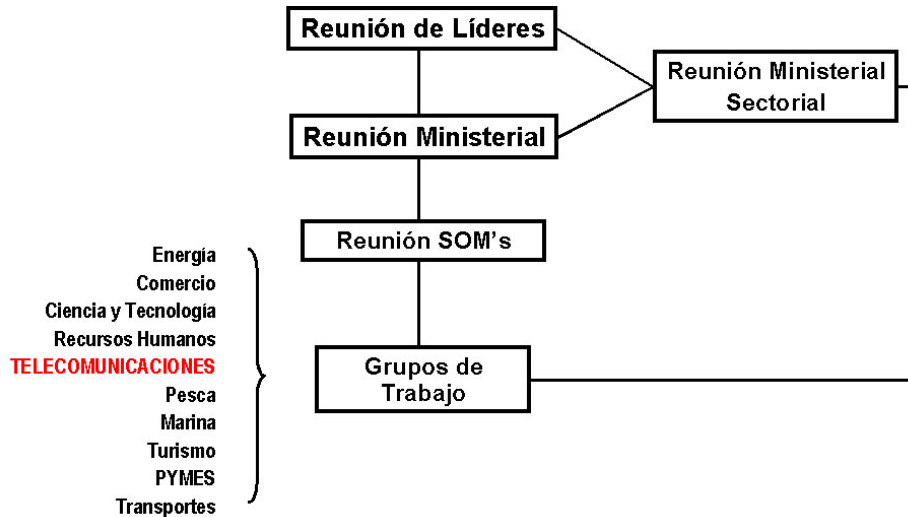 Reunión de Líderes
Reunión Ministerial
Sectorial
Reunión Ministerial
Reunión SOM's
Energía
Comercio
Ciencia y Tecnología
Recursos Humanos
TELECOMUNICACIONES
Pesca
Marina
Turismo
PYMES
Transportes
Grupos de
Trabajo